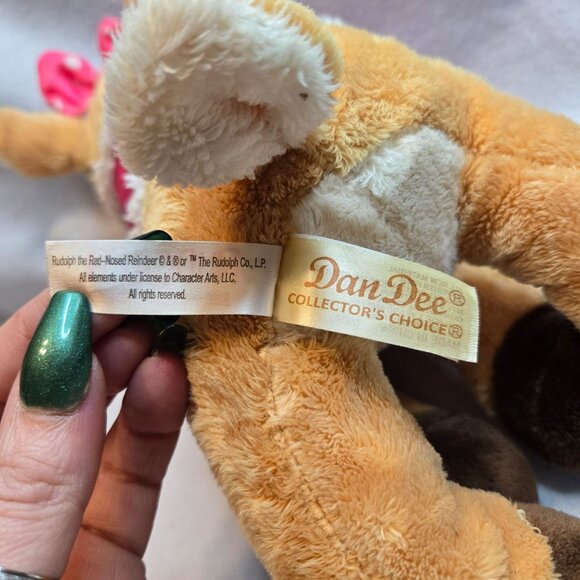 Rudolph the Red-Nosed Reindeer © & ® or ™ The Rudolph Co., L.P.
All elements under license to Character Arts, LLC.
All rights reserved.
Dan Dee®
COLLECTOR'S CHOICE®